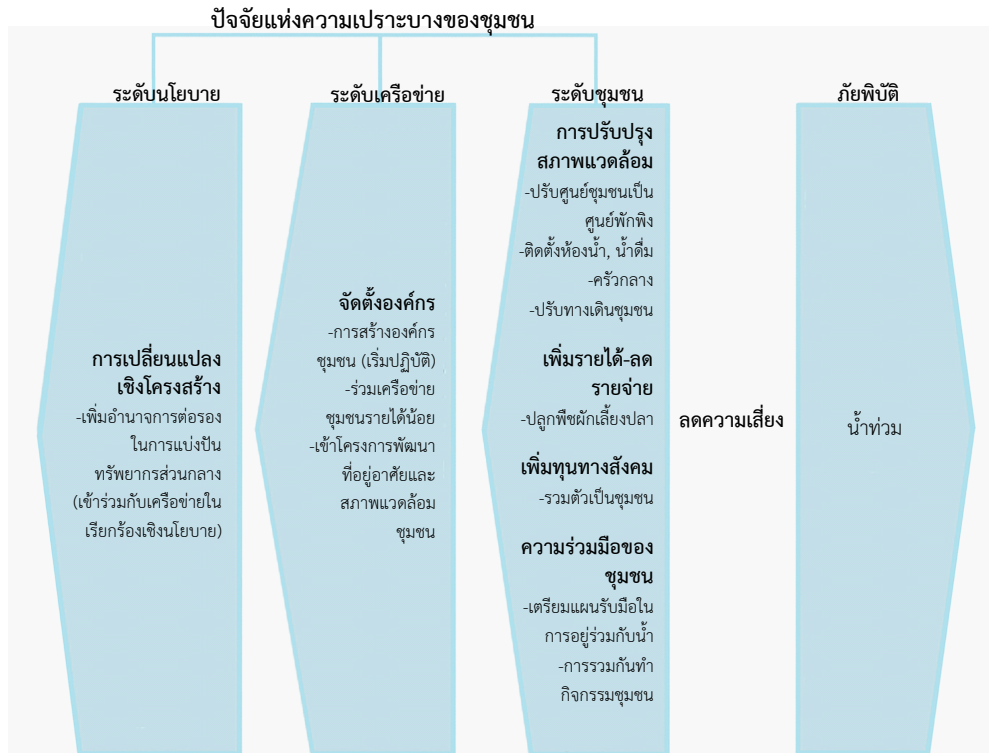 ปัจจัยแห่งความเปราะบางของชุมชน
ระดับนโยบาย
การเปลี่ยนแปลง
เชิงโครงสร้าง
-เพิ่มอำนาจการต่อรอง
ในการแบ่งปัน
ทรัพยากรส่วนกลาง
(เข้าร่วมกับเครือข่ายใน
เรียกร้องเชิงนโยบาย)
ระดับเครือข่าย
จัดตั้งองค์กร
-การสร้างองค์กร
ชุมชน (เริ่มปฏิบัติ)
-ร่วมเครือข่าย
ชุมชนรายได้น้อย
-เข้าโครงการพัฒนา
ที่อยู่อาศัยและ
สภาพแวดล้อม
ชุมชน
ระดับชุมชน
การปรับปรุง
สภาพแวดล้อม
-ปรับศูนย์ชุมชนเป็น
ศูนย์พักพิง
-ติดตั้งห้องน้ำ, น้ำดื่ม
-ครัวกลาง
-ปรับทางเดินชุมชน
เพิ่มรายได้-ลด
รายจ่าย
-ปลูกพืชผักเลี้ยงปลา
เพิ่มทุนทางสังคม
-รวมตัวเป็นชุมชน
ความร่วมมือของ
ชุมชน
-เตรียมแผนรับมือใน
การอยู่ร่วมกับน้ำ
-การรวมกันทำ
กิจกรรมชุมชน
ลดความเสี่ยง
ภัยพิบัติ
น้ำท่วม